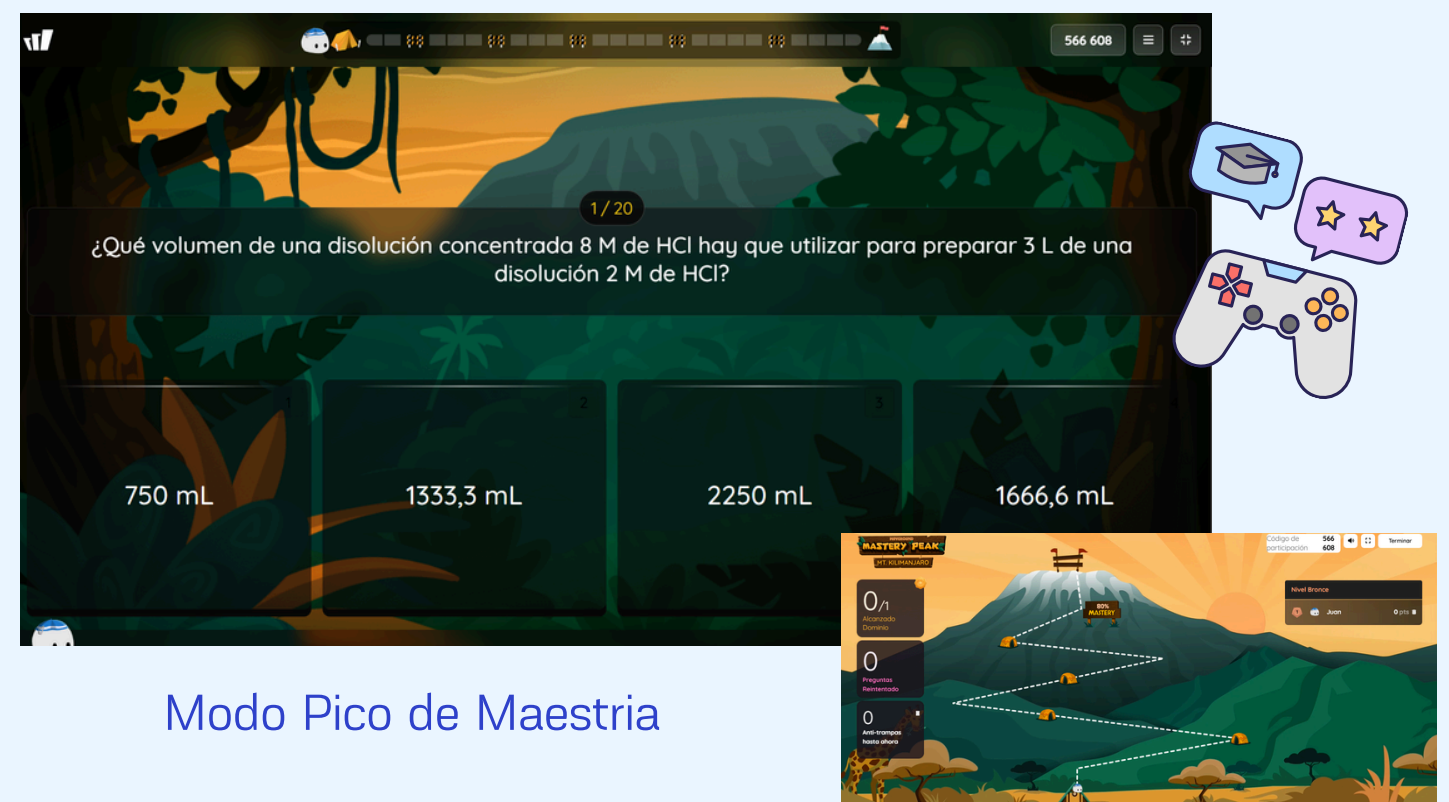 566 608
1 / 20
¿Qué volumen de una disolución concentrada 8 M de HCl hay que utilizar para preparar 3 L de una
disolución 2 M de HCl?
1
2
3
750 mL
1333,3 mL
2250 mL
1666,6 mL
MASTERY PEAK
MT. KILIMANJARO
Código de
participación
566
608
Terminar
0/1
Alcanzado
Dominio
0
Preguntas
Reintentado
0
Anti-trampas
hasta ahora
80%
MASTERY
Nivel Bronce
Juan
0 pts
Modo Pico de Maestria